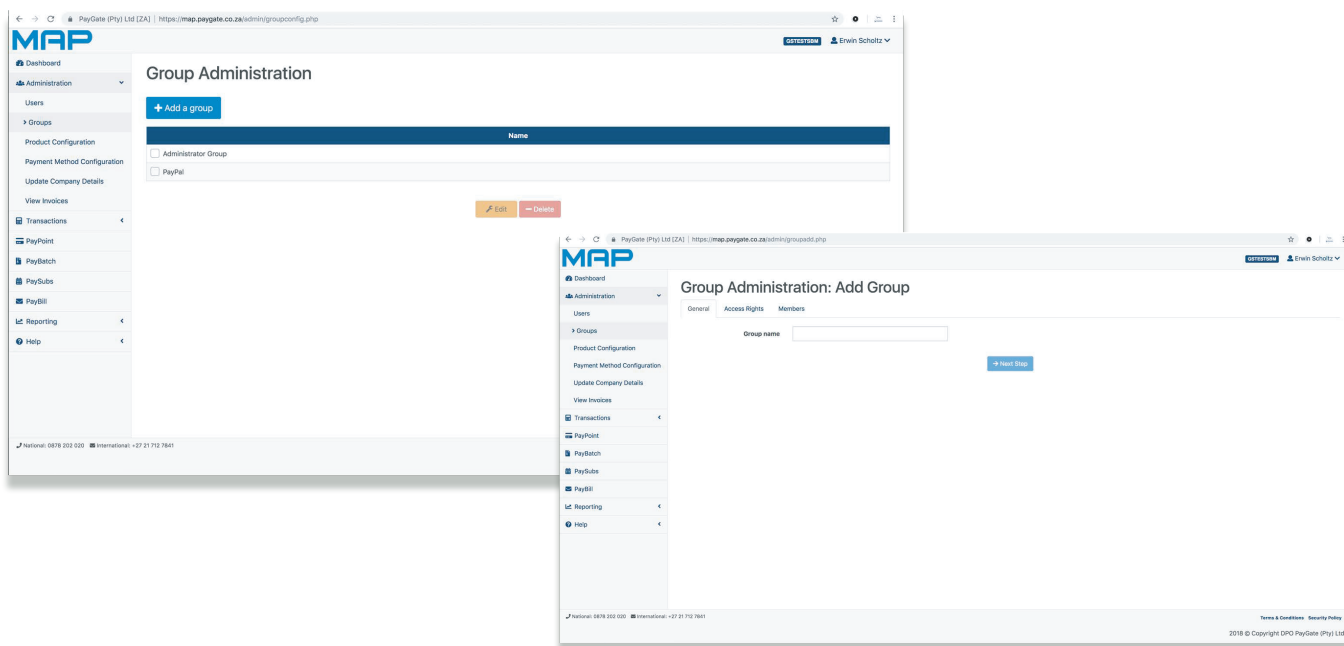 PayGate (Pty) Ltd [ZA] | https://map.paygate.co.za/admin/groupconfig.php
MAP
GSTESTSBM Erwin Scholtz
Dashboard
Administration
Users
Groups
Product Configuration
Payment Method Configuration
Update Company Details
View Invoices
Transactions
PayPoint
PayBatch
PaySubs
PayBill
Reporting
Help
Group Administration
+ Add a group
Name
Administrator Group
PayPal
Edit
Delete
National: 0878 202 020 International: +27 21 712 7841
PayGate (Pty) Ltd [ZA] | https://map.paygate.co.za/admin/groupadd.php
MAP
GSTESTSBM Erwin Scholtz
Dashboard
Administration
Users
Groups
Product Configuration
Payment Method Configuration
Update Company Details
View Invoices
Transactions
PayPoint
PayBatch
PaySubs
PayBill
Reporting
Help
Group Administration: Add Group
General Access Rights Members
Group name
→ Next Step
National: 0878 202 020 International: +27 21 712 7841
Terms & Conditions Security Policy
2018 © Copyright DPO PayGate (Pty) Ltd